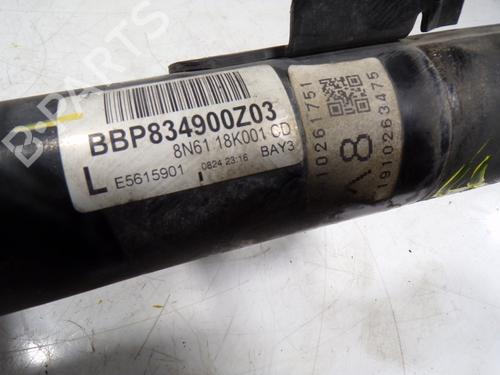 BBP834900Z03
8N61 18K001 CD
L E5615901 0824 23:16 BAY3
10261751
8
1910263475
B-PARTS